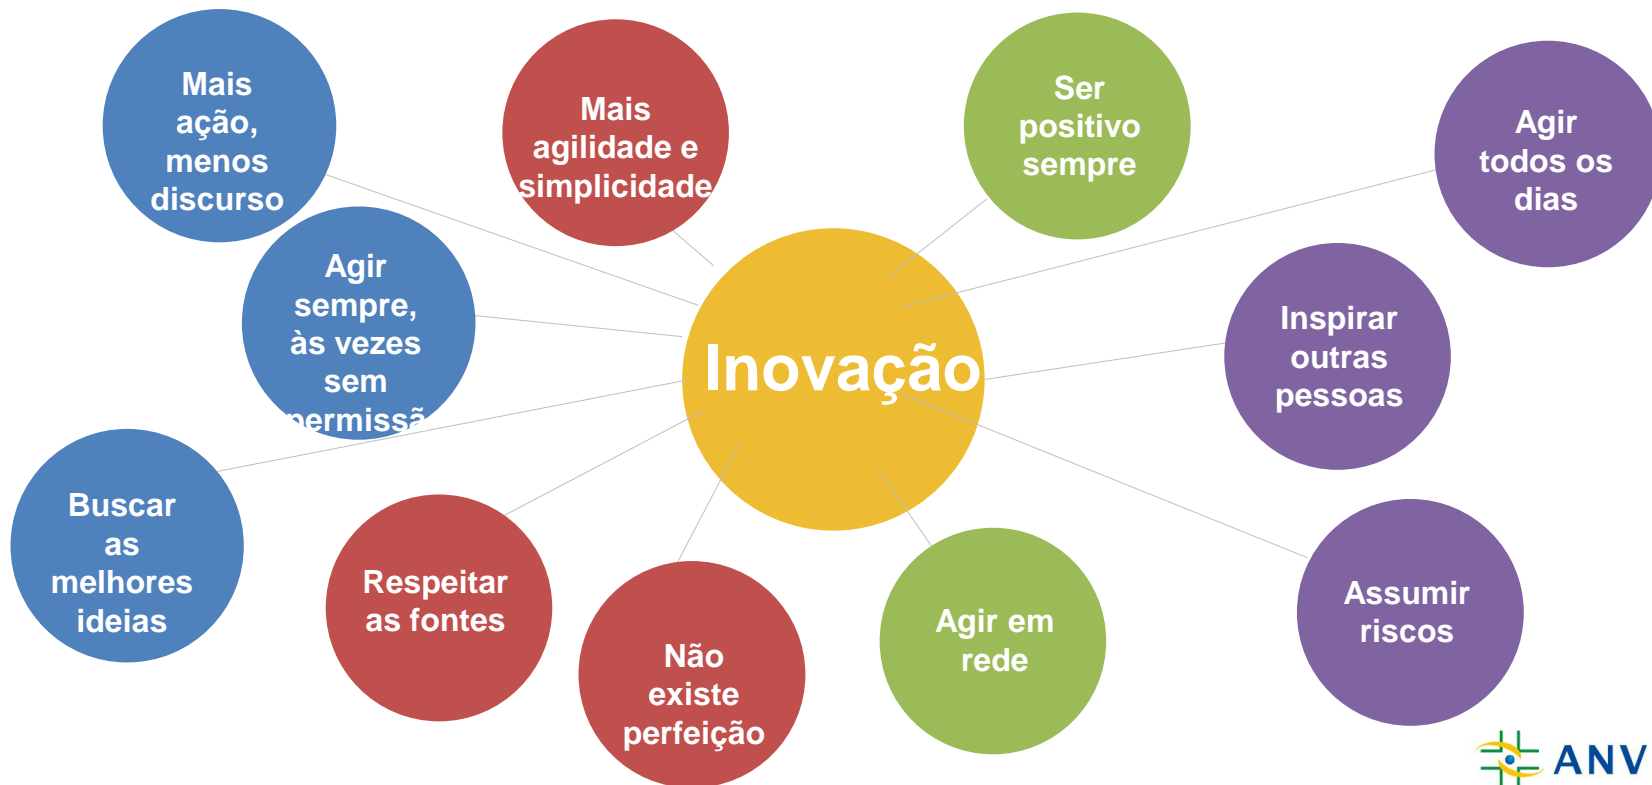 Mais
ação,
menos
discurso
Mais
agilidade e
simplicidade
Ser
positivo
sempre
Agir
todos os
dias
Agir
sempre,
às vezes
sem
permissã
Inovação
Inspirar
outras
pessoas
Buscar
as
melhores
ideias
Respeitar
as fontes
Não
existe
perfeição
Agir em
rede
Assumir
riscos
ANV